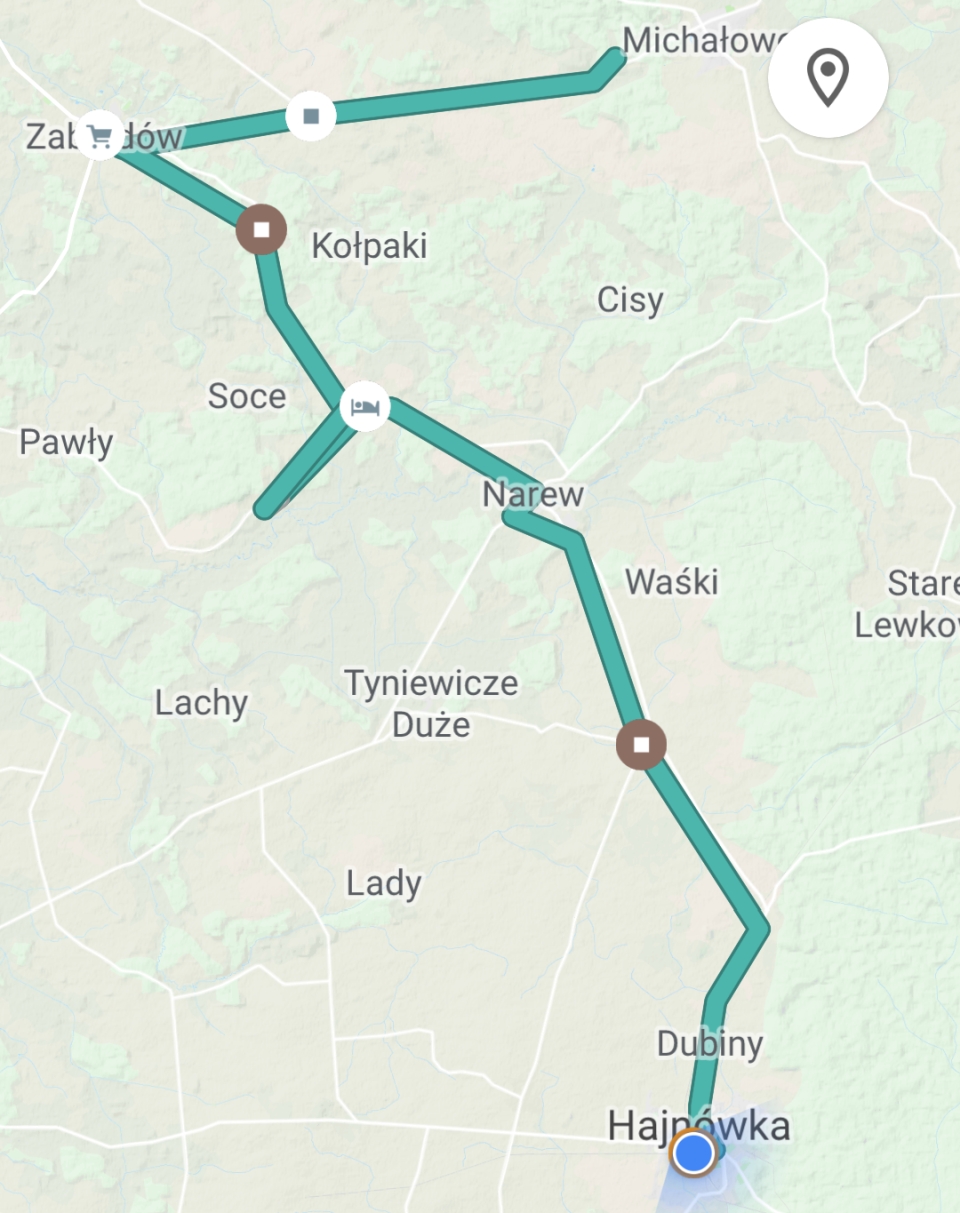 Michałowo
Kołpaki
Cisy
Soce
Pawły
Narew
Waśki
Stare
Lewkow
Tyniewicze
Duże
Lachy
Lady
Dubiny
Hajnówka